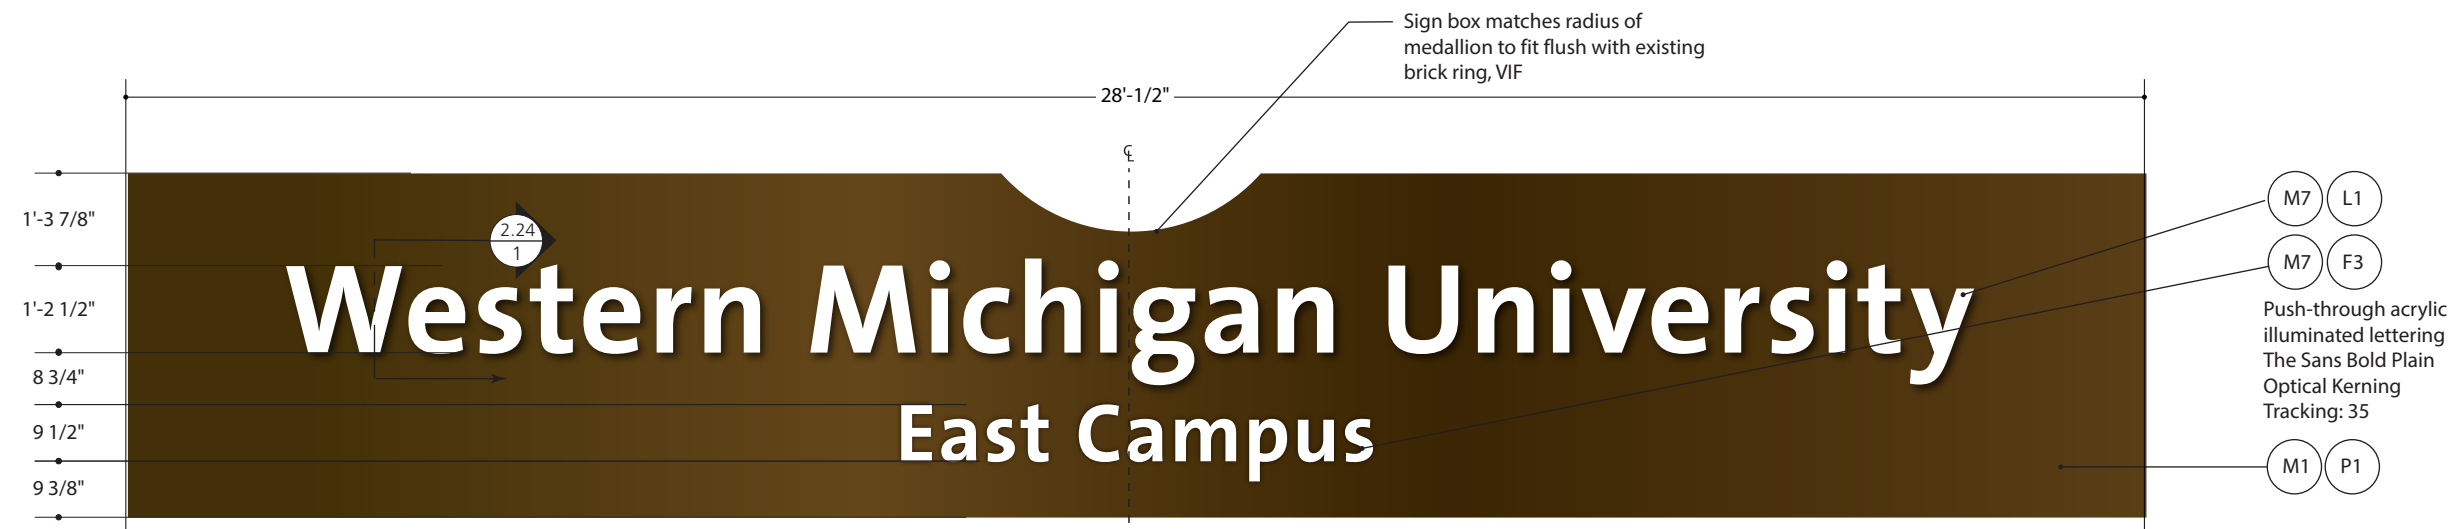 Sign box matches radius of
medallion to fit flush with existing
brick ring, VIF
28'-1/2"
℄
1'-3 7/8"
2.24
1
M7 L1
1'-2 1/2"
Western Michigan University
M7 F3
Push-through acrylic
illuminated lettering
The Sans Bold Plain
Optical Kerning
Tracking: 35
8 3/4"
9 1/2"
East Campus
9 3/8"
M1 P1